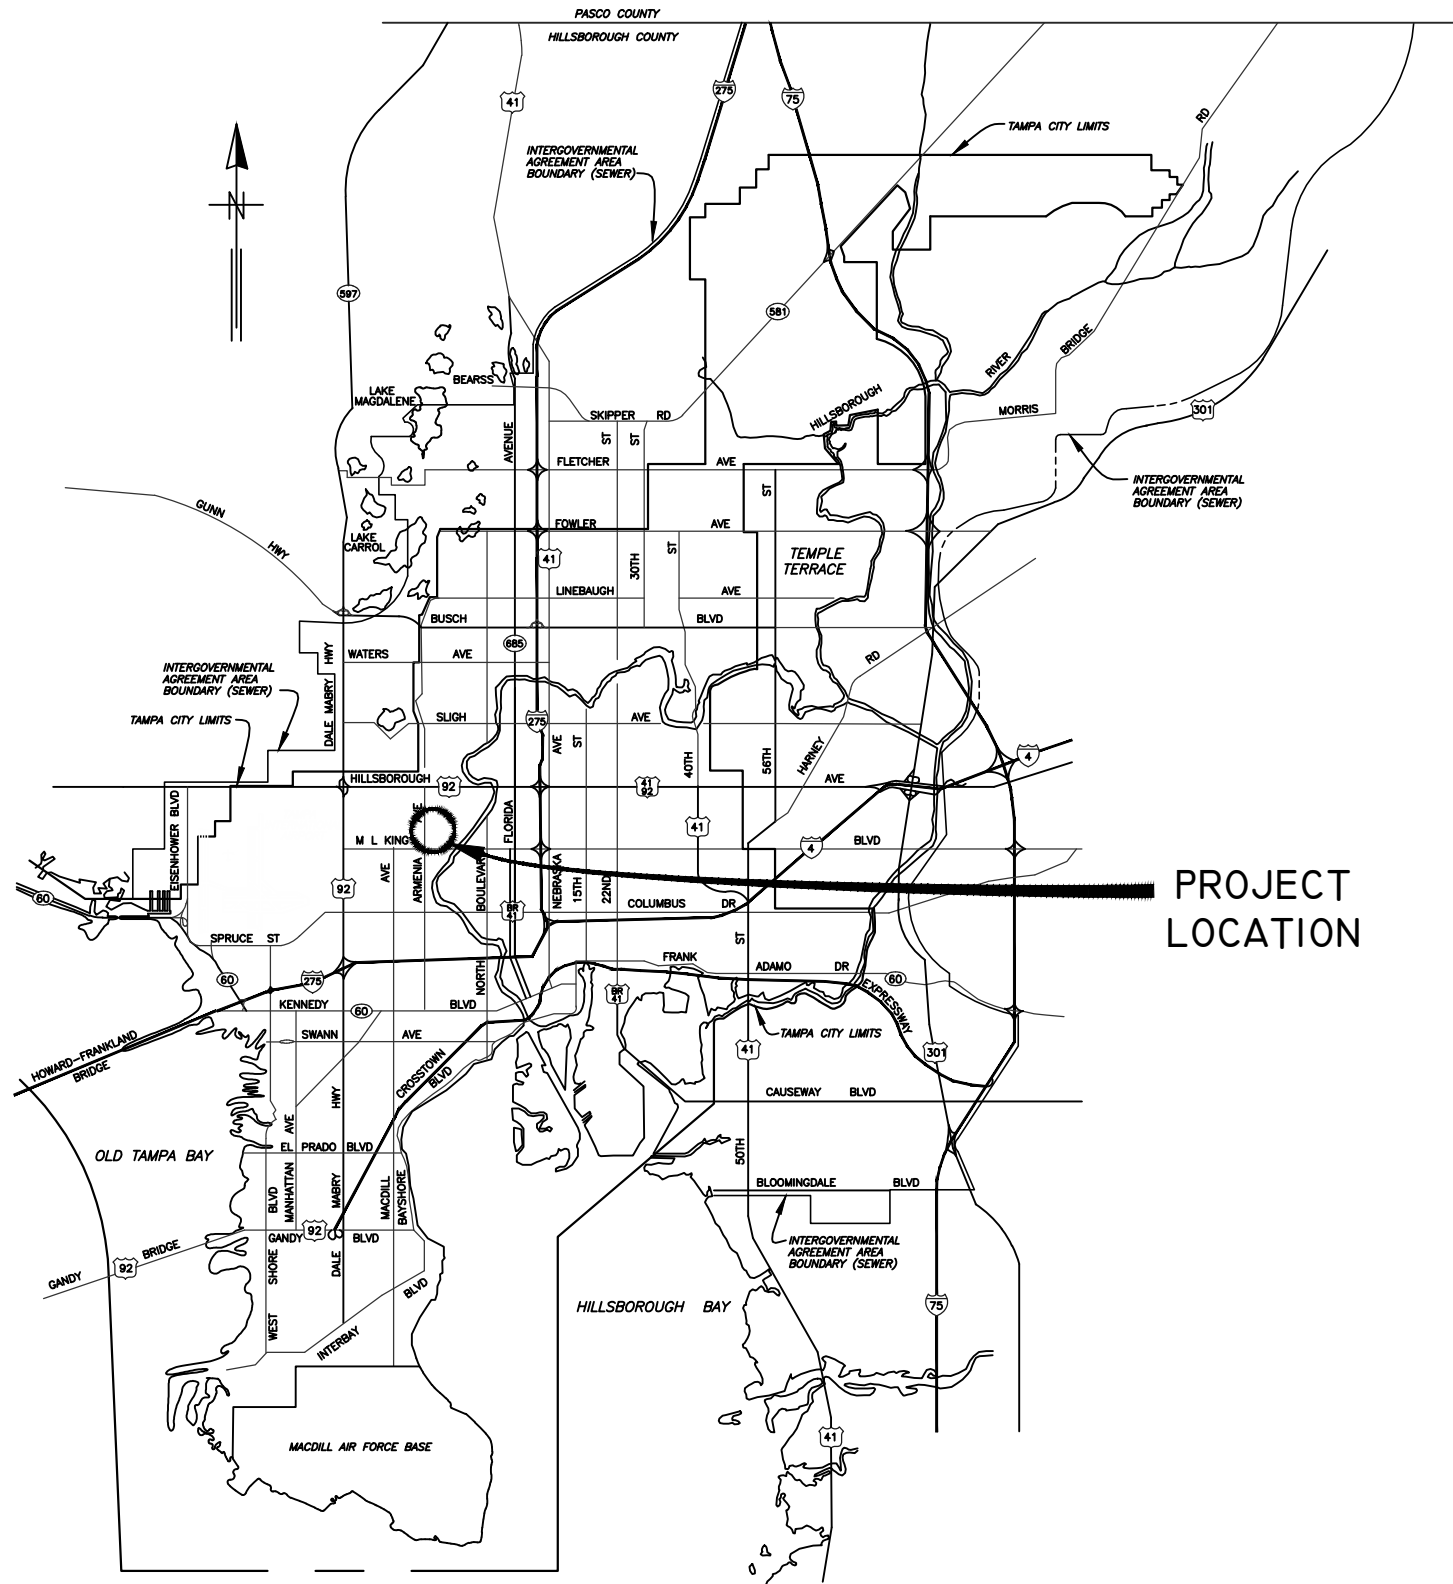 PASCO COUNTY
HILLSBOROUGH COUNTY
41
275
75
RD
TAMPA CITY LIMITS
INTERGOVERNMENTAL
AGREEMENT AREA
BOUNDARY (SEWER)
N
597
581
BRIDGE
RIVER
BEARSS
LAKE
MAGDALENE
HILLSBOROUGH
SKIPPER RD
MORRIS
301
AVENUE
ST
ST
FLETCHER AVE
INTERGOVERNMENTAL
AGREEMENT AREA
BOUNDARY (SEWER)
ST
GUNN
HWY
FOWLER AVE
LAKE
CARROL
41
30TH
ST
TEMPLE
TERRACE
LINEBAUGH AVE
BUSCH BLVD
685
WATERS AVE
HWY
RD
INTERGOVERNMENTAL
AGREEMENT AREA
BOUNDARY (SEWER)
DALE MABRY
TAMPA CITY LIMITS
SLIGH AVE
275
AVE
ST
40TH
56TH
HARNEY
4
HILLSBOROUGH
92
41
92
AVE
EISENHOWER BLVD
FLORIDA
41
M L KING
4
BLVD
AVE
ARMENIA
BOULEVAR
NEBRASKA
15TH
22ND
92
60
PROJECT
LOCATION
BR
41
COLUMBUS DR
SPRUCE ST
ST
FRANK
ADAMO DR
60
60
275
NORTH
BR
41
EXPRESSWAY
KENNEDY
60
BLVD
TAMPA CITY LIMITS
SWANN AVE
41
301
HOWARD-FRANKLAND
BRIDGE
CROSSTOWN
BLVD
HWY
CAUSEWAY BLVD
AVE
OLD TAMPA BAY
EL PRADO BLVD
50TH
MANHATTAN
BLVD
MABRY
MACDILL
BAYSHORE
BLOOMINGDALE BLVD
92
GANDY BLVD
INTERGOVERNMENTAL
AGREEMENT AREA
BOUNDARY (SEWER)
BRIDGE
92
GANDY
SHORE
DALE
BLVD
HILLSBOROUGH BAY
75
WEST
INTERBAY
MACDILL AIR FORCE BASE
41